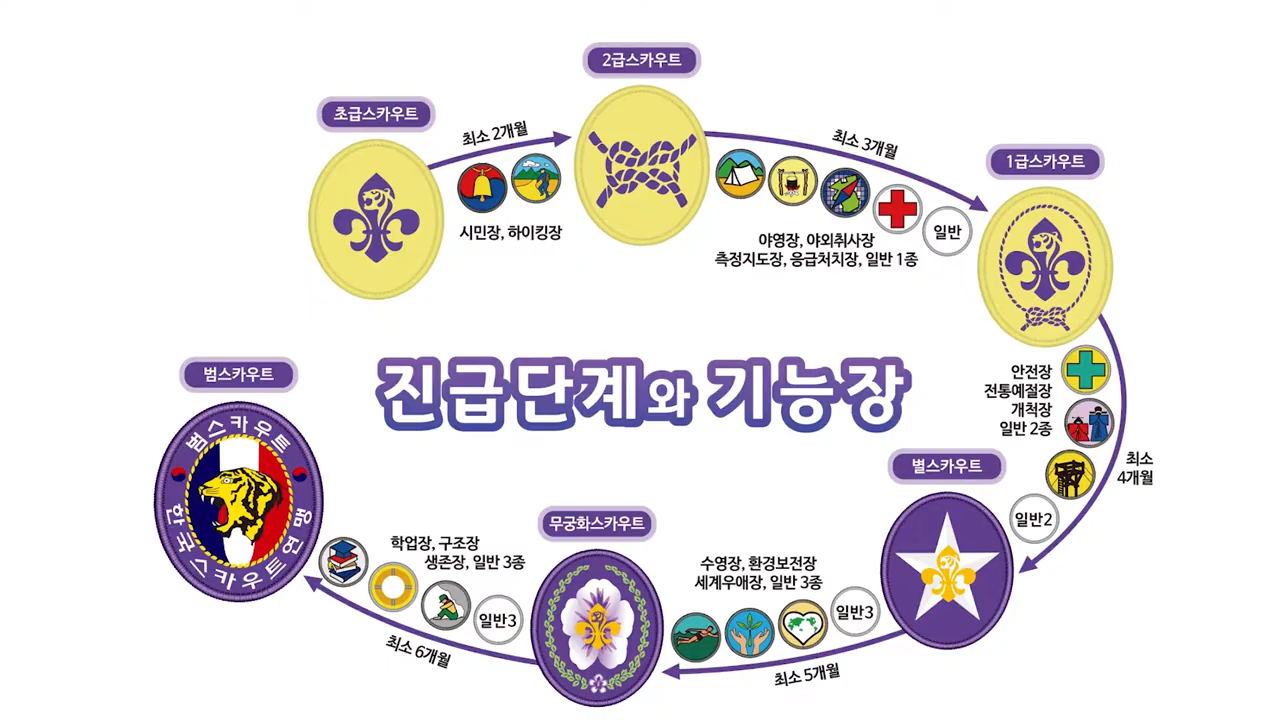 2급스카우트
초급스카우트
최소 2개월
최소 3개월
1급스카우트
시민장, 하이킹장
일반
야영장, 야외취사장
측정지도장, 응급처치장, 일반 1종
범스카우트
진급단계와 기능장
안전장
전통예절장
개척장
일반 2종
최소
4개월
별스카우트
일반2
범스카우트
한국스카우트연맹
무궁화스카우트
학업장, 구조장
생존장, 일반 3종
일반3
수영장, 환경보전장
세계우애장, 일반 3종
일반3
최소 6개월
최소 5개월